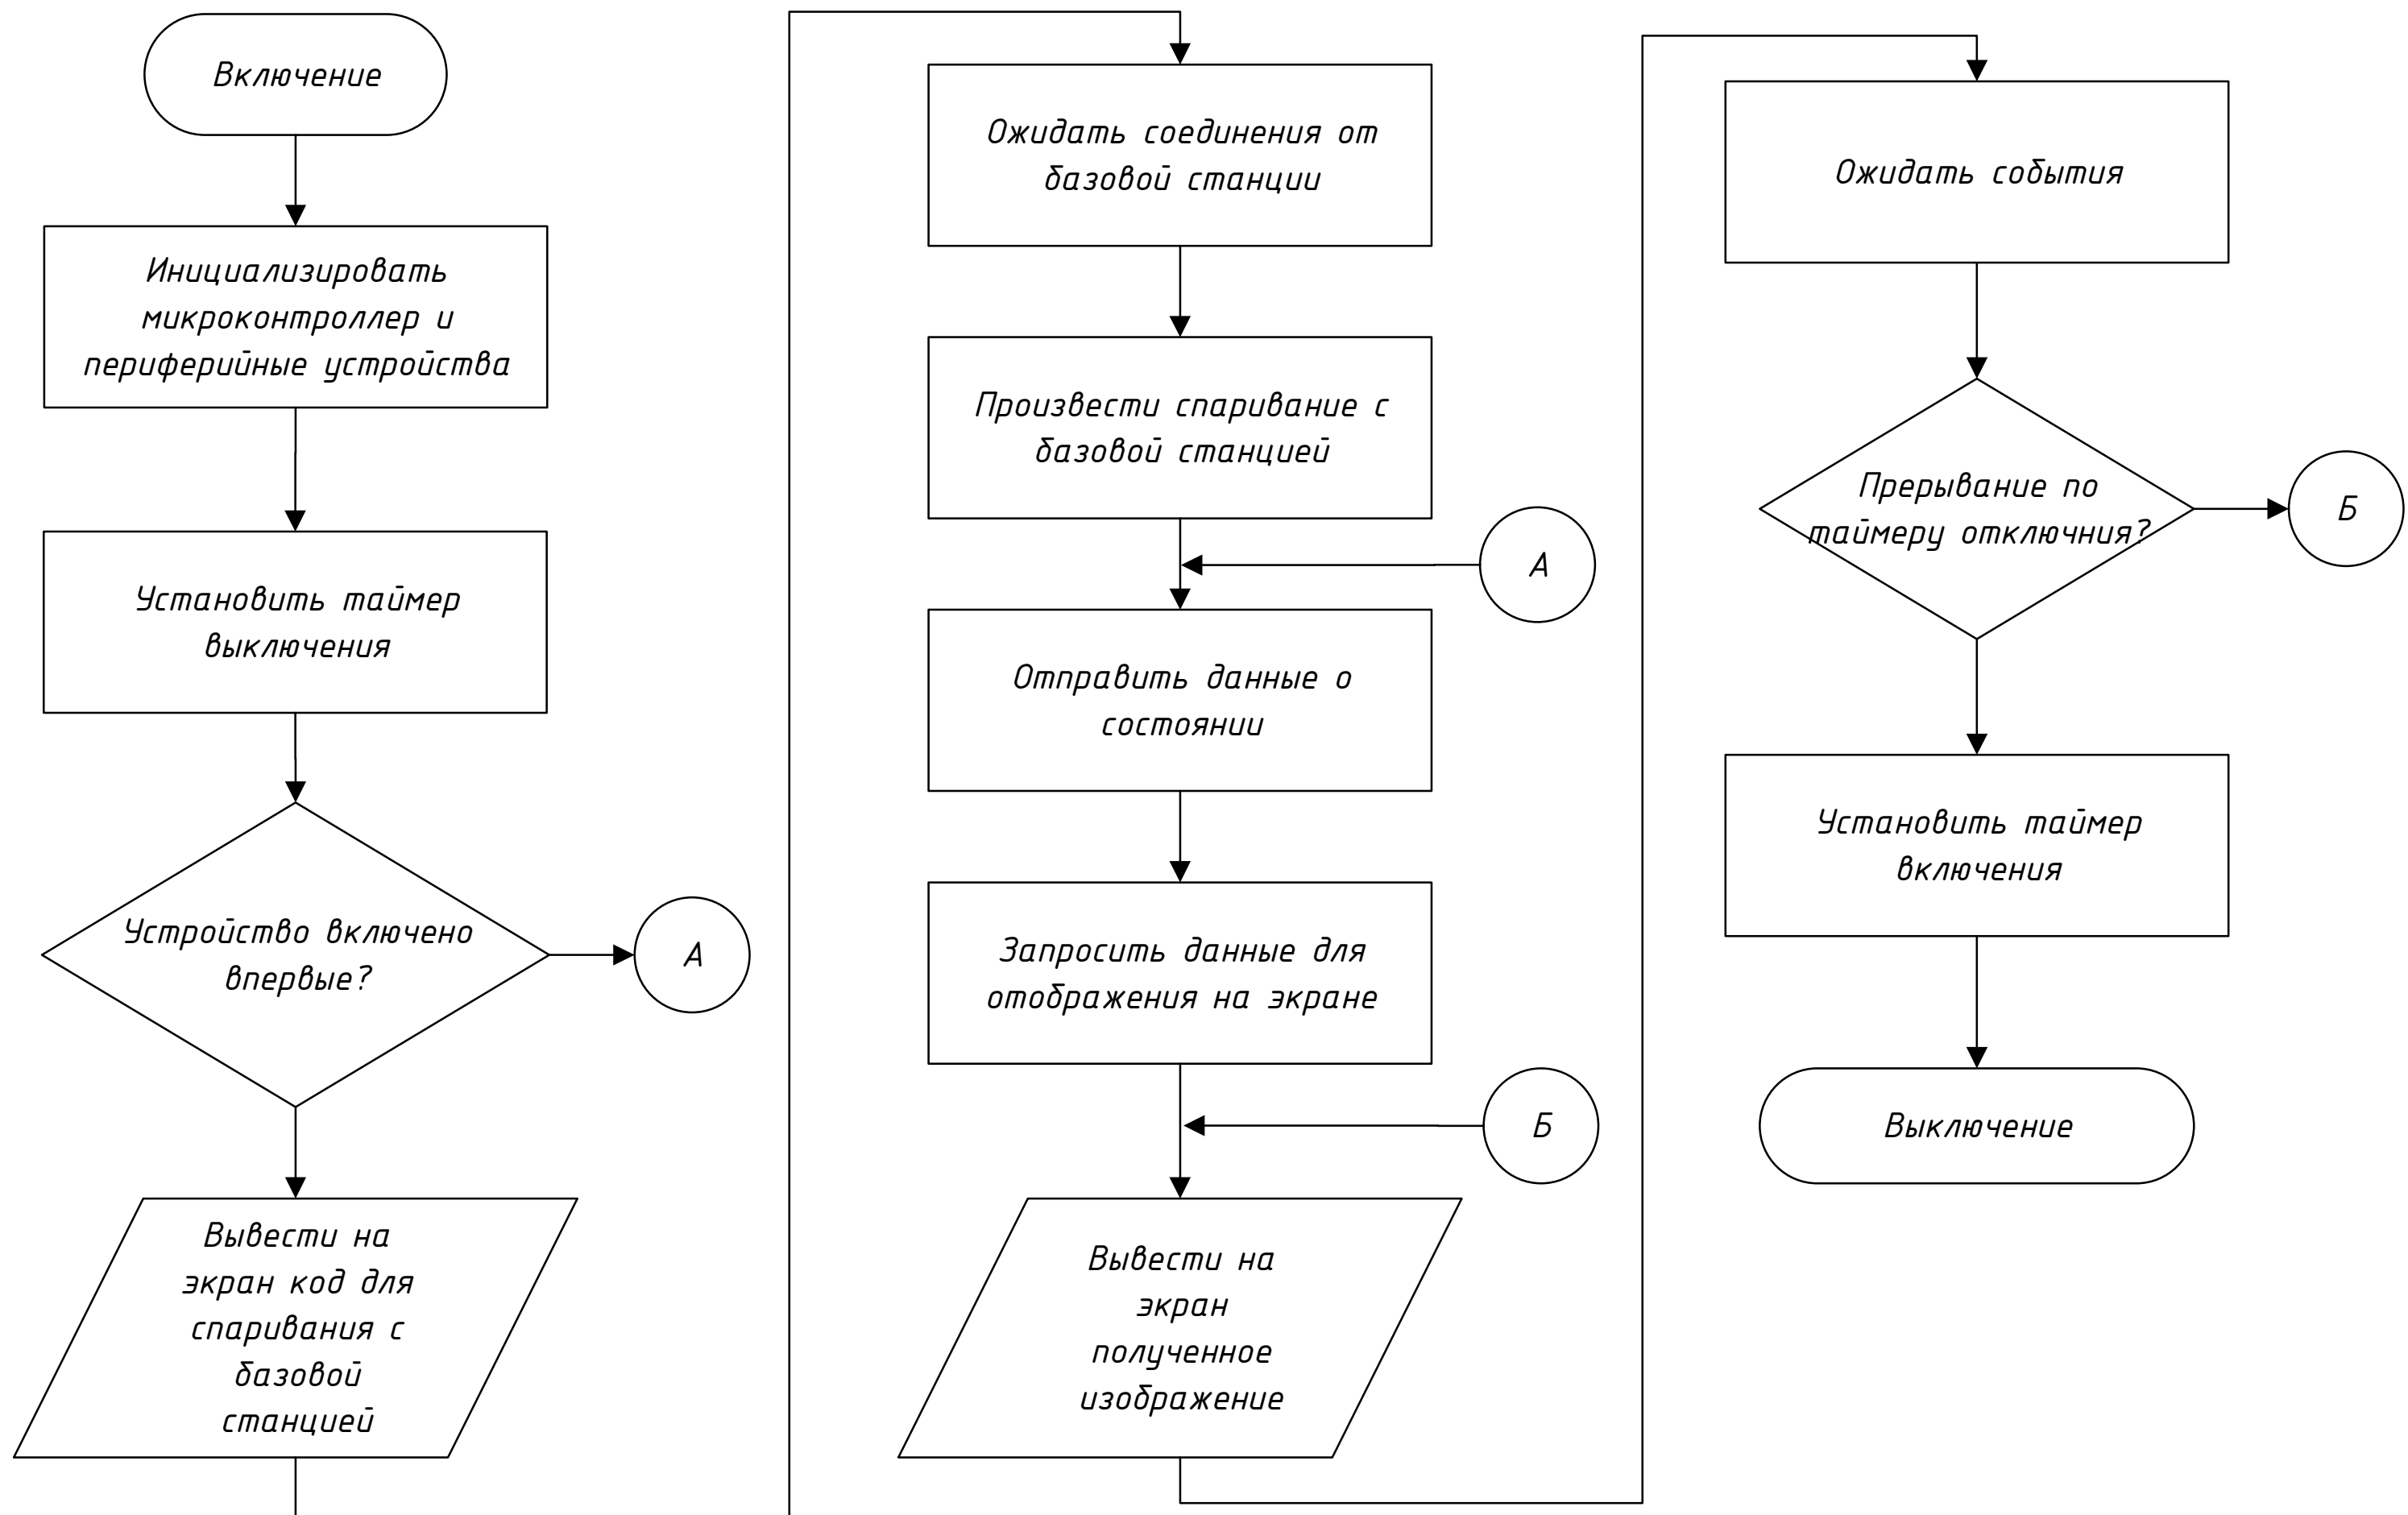 Включение
Инициализировать
микроконтроллер и
периферийные устройства
Установить таймер
выключения
Устройство включено
впервые?
А
Вывести на
экран код для
спаривания с
базовой
станцией
Ожидать соединения от
базовой станции
Произвести спаривание с
базовой станцией
А
Отправить данные о
состоянии
Запросить данные для
отображения на экране
Б
Вывести на
экран
полученное
изображение
Ожидать события
Прерывание по
таймеру отключния?
Б
Установить таймер
включения
Выключение